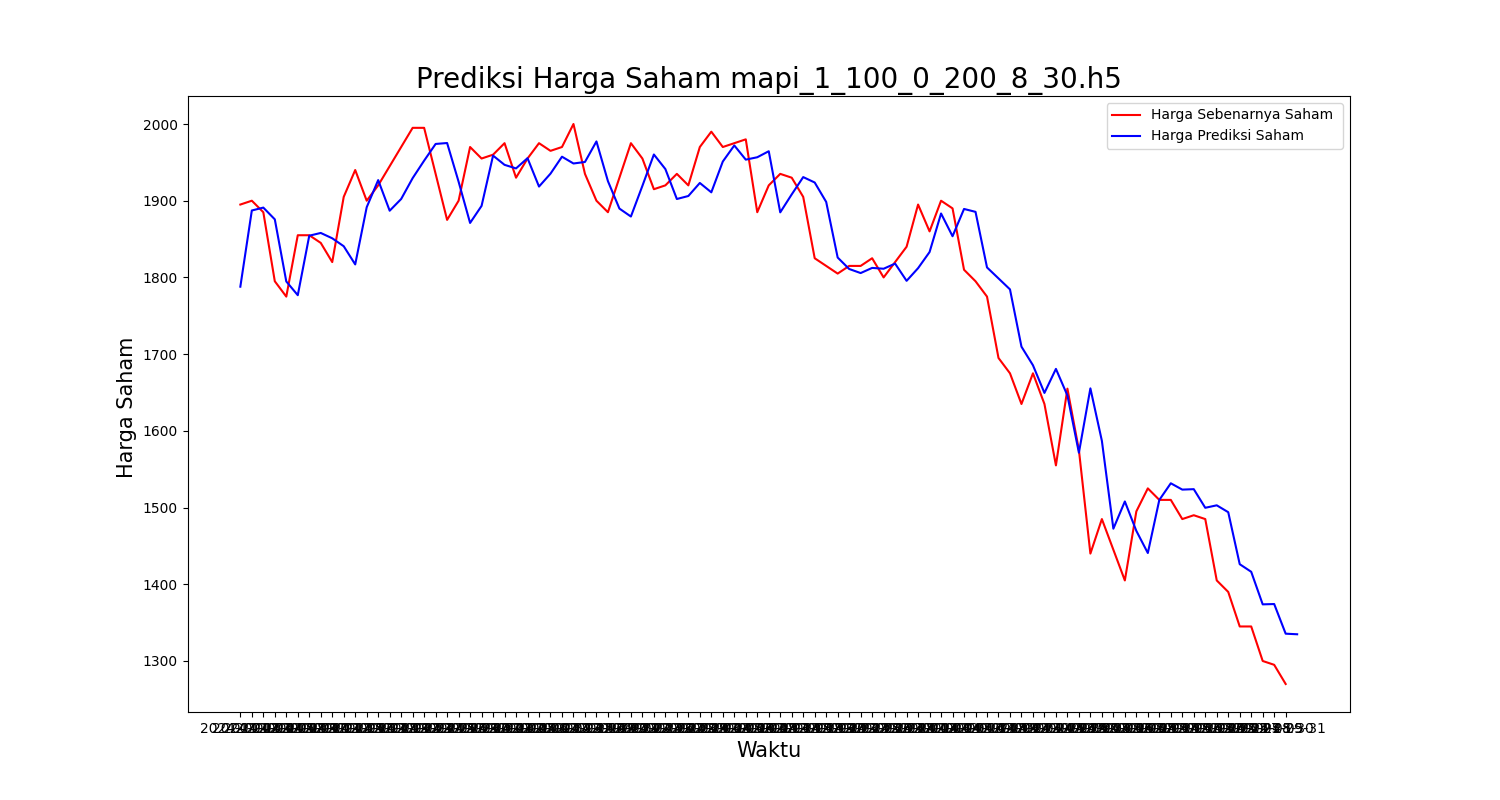 Prediksi Harga Saham mapi_1_100_0_200_8_30.h5
Harga Sebenarnya Saham
Harga Prediksi Saham
2000
1900
1800
1700
1600
1500
1400
1300
Harga Saham
Waktu